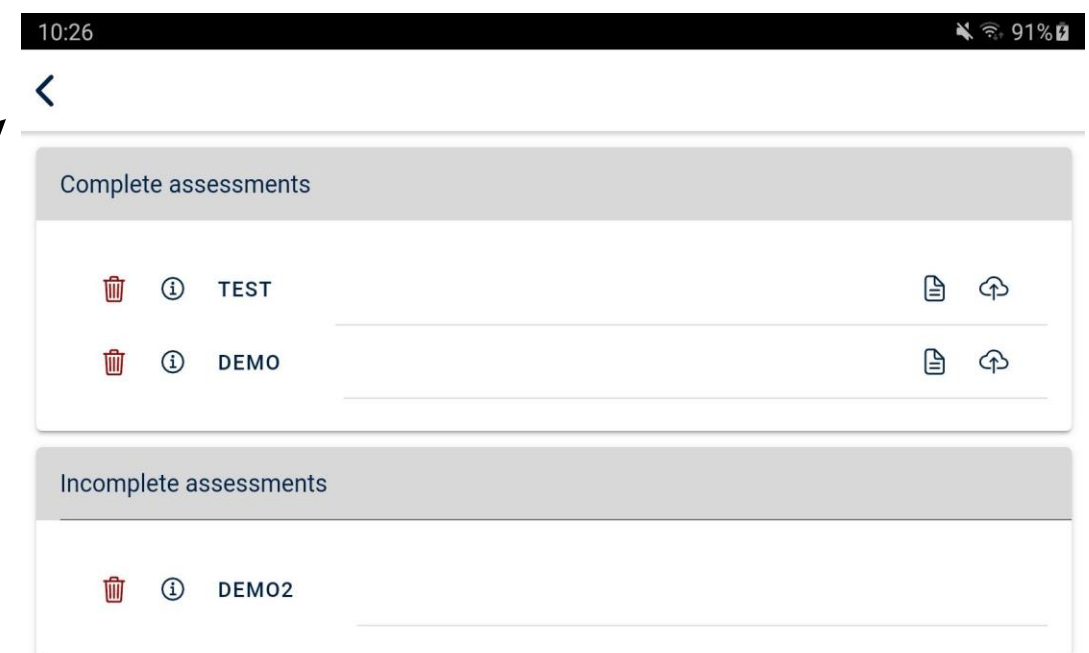 10:26 91%
Complete assessments
TEST
DEMO
Incomplete assessments
DEMO2